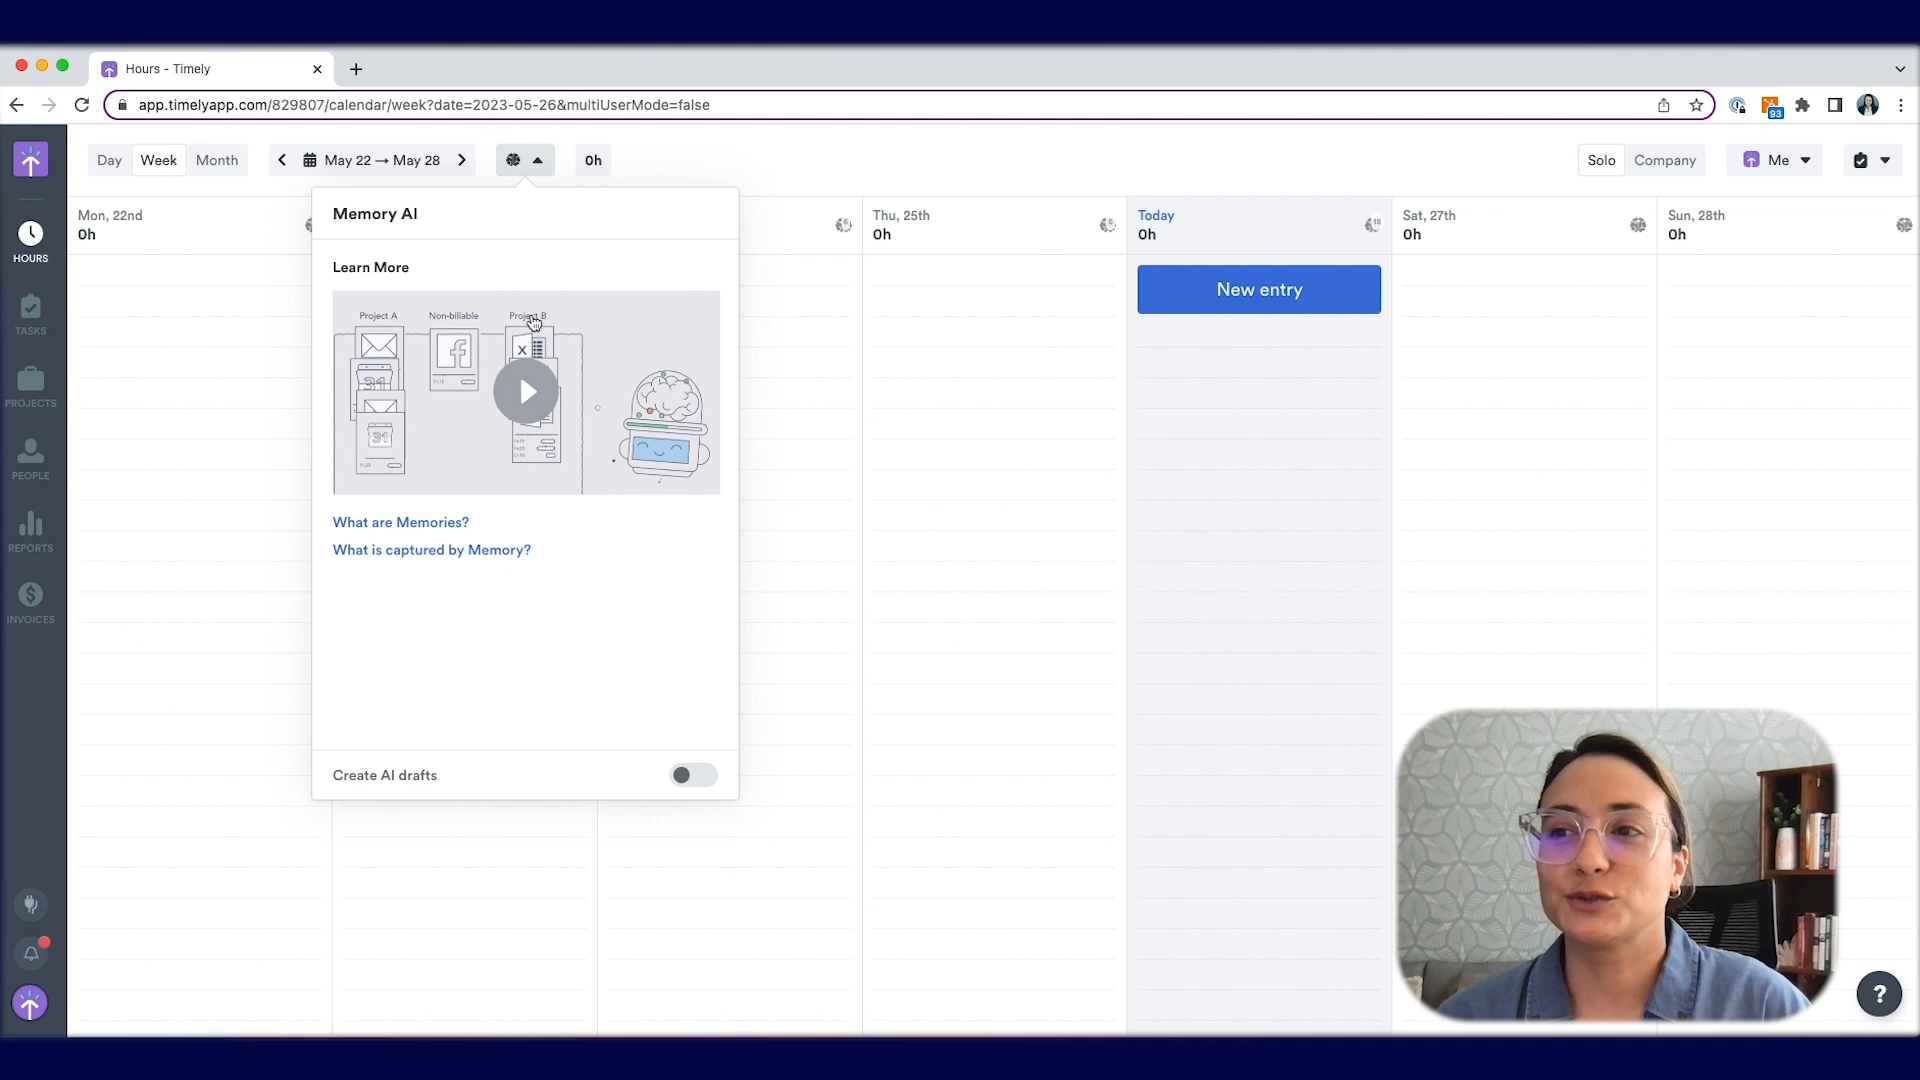 Hours - Timely
app.timelyapp.com/829807/calendar/week?date=2023-05-26&multiUserMode=false
93
Day Week Month May 22 → May 28 0h Solo Company Me
Mon, 22nd Thu, 25th Today Sat, 27th Sun, 28th
0h 0h 0h 0h 0h
HOURS
TASKS
PROJECTS
PEOPLE
REPORTS
INVOICES
Memory AI
Learn More
Project A Non-billable Project B
31
X
31
What are Memories?
What is captured by Memory?
Create AI drafts
New entry
?